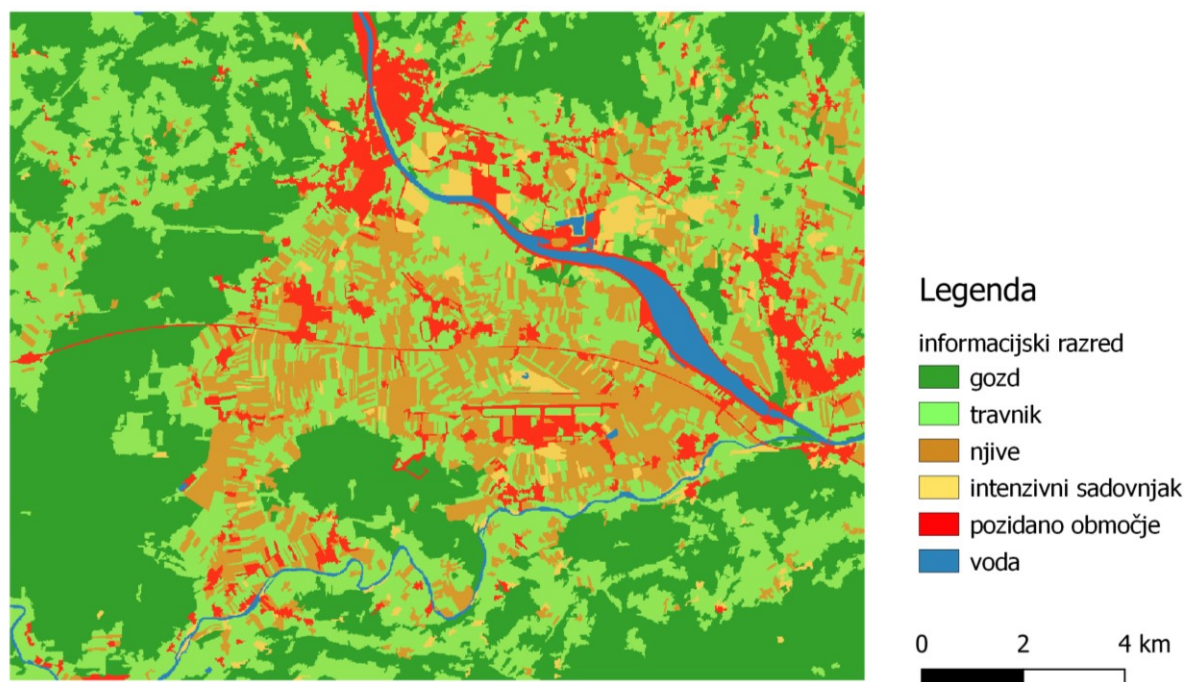 Legenda
informacijski razred
gozd
travnik
njive
intenzivni sadovnjak
pozidano območje
voda
0 2 4 km